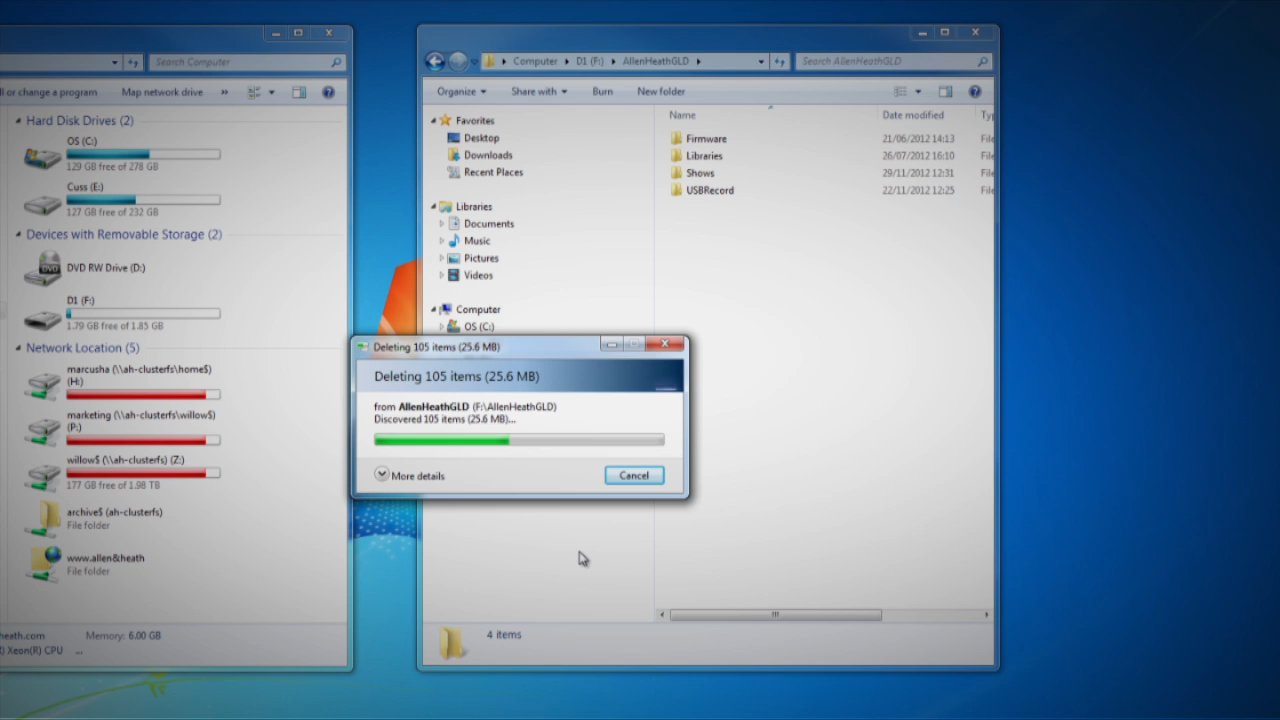 Search Computer
ll or change a program Map network drive »
Hard Disk Drives (2)
OS (C:)
129 GB free of 278 GB
Cuss (E:)
127 GB free of 232 GB
Devices with Removable Storage (2)
DVD RW Drive (D:)
D1 (F:)
1.79 GB free of 1.85 GB
Network Location (5)
marcusha (\\ah-clusterfs\home$)
(H:)
marketing (\\ah-clusterfs\willow$)
(P:)
willow$ (\\ah-clusterfs) (Z:)
177 GB free of 1.98 TB
archive$ (ah-clusterfs)
File folder
www.allen&heath
File folder
heath.com Memory: 6.00 GB
R) Xeon(R) CPU ...
Computer D1 (F:) AllenHeathGLD
Search AllenHeathGLD
Organize Share with Burn New folder
Favorites
Desktop
Downloads
Recent Places
Libraries
Documents
Music
Pictures
Videos
Computer
OS (C:)
Name Date modified Ty
Firmware 21/06/2012 14:13 File
Libraries 26/07/2012 16:10 File
Shows 29/11/2012 12:31 File
USBRecord 22/11/2012 12:25 File
4 items
Deleting 105 items (25.6 MB)
Deleting 105 items (25.6 MB)
from AllenHeathGLD (F:\AllenHeathGLD)
Discovered 105 items (25.6 MB)...
More details
Cancel